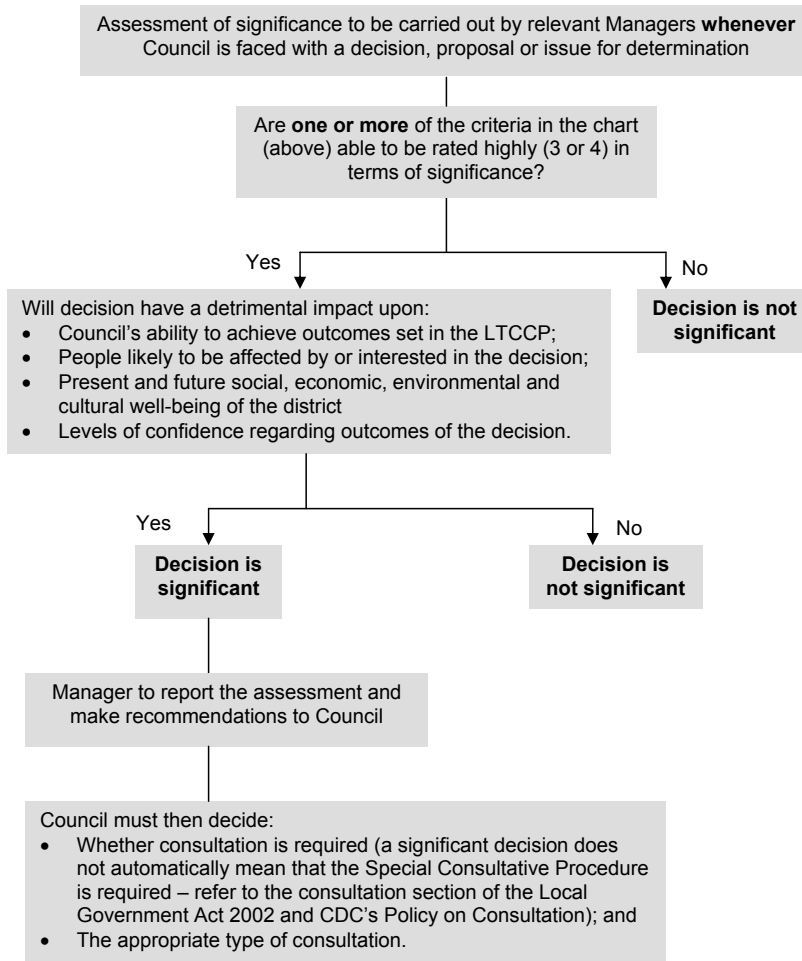 Assessment of significance to be carried out by relevant Managers whenever
Council is faced with a decision, proposal or issue for determination
Are one or more of the criteria in the chart
(above) able to be rated highly (3 or 4) in
terms of significance?
Yes
No
Will decision have a detrimental impact upon:
• Council’s ability to achieve outcomes set in the LTCCP;
• People likely to be affected by or interested in the decision;
• Present and future social, economic, environmental and
cultural well-being of the district
• Levels of confidence regarding outcomes of the decision.
Decision is not
significant
Yes
No
Decision is
significant
Decision is
not significant
Manager to report the assessment and
make recommendations to Council
Council must then decide:
• Whether consultation is required (a significant decision does
not automatically mean that the Special Consultative Procedure
is required – refer to the consultation section of the Local
Government Act 2002 and CDC’s Policy on Consultation); and
• The appropriate type of consultation.